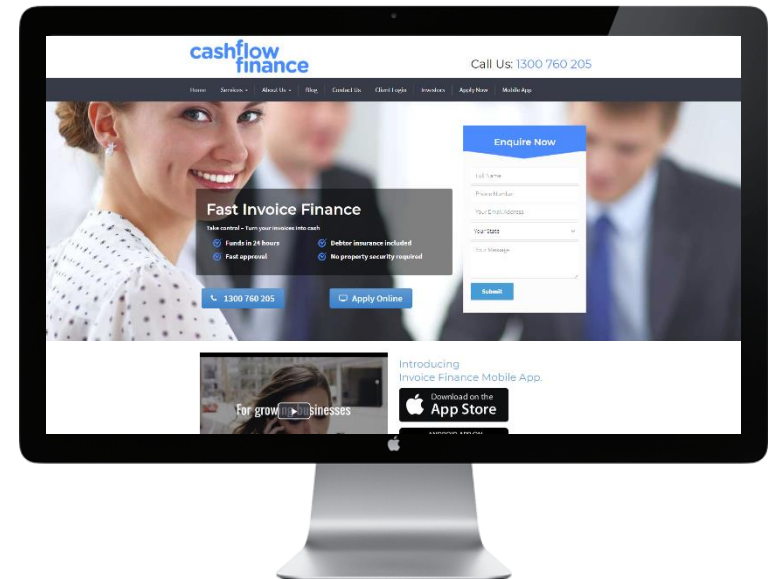 cashflow
finance
Call Us: 1300 760 205
Home Services About Us Blog Contact Us Client Login Investors Apply Now Mobile App
Enquire Now
Full Name
Phone Number
Your Email Address
Your State
Your Message
Submit
Fast Invoice Finance
Take control – Turn your invoices into cash
Funds in 24 hours
Debtor insurance included
Fast approval
No property security required
1300 760 205
Apply Online
For growing businesses
Introducing
Invoice Finance Mobile App.
Download on the
App Store